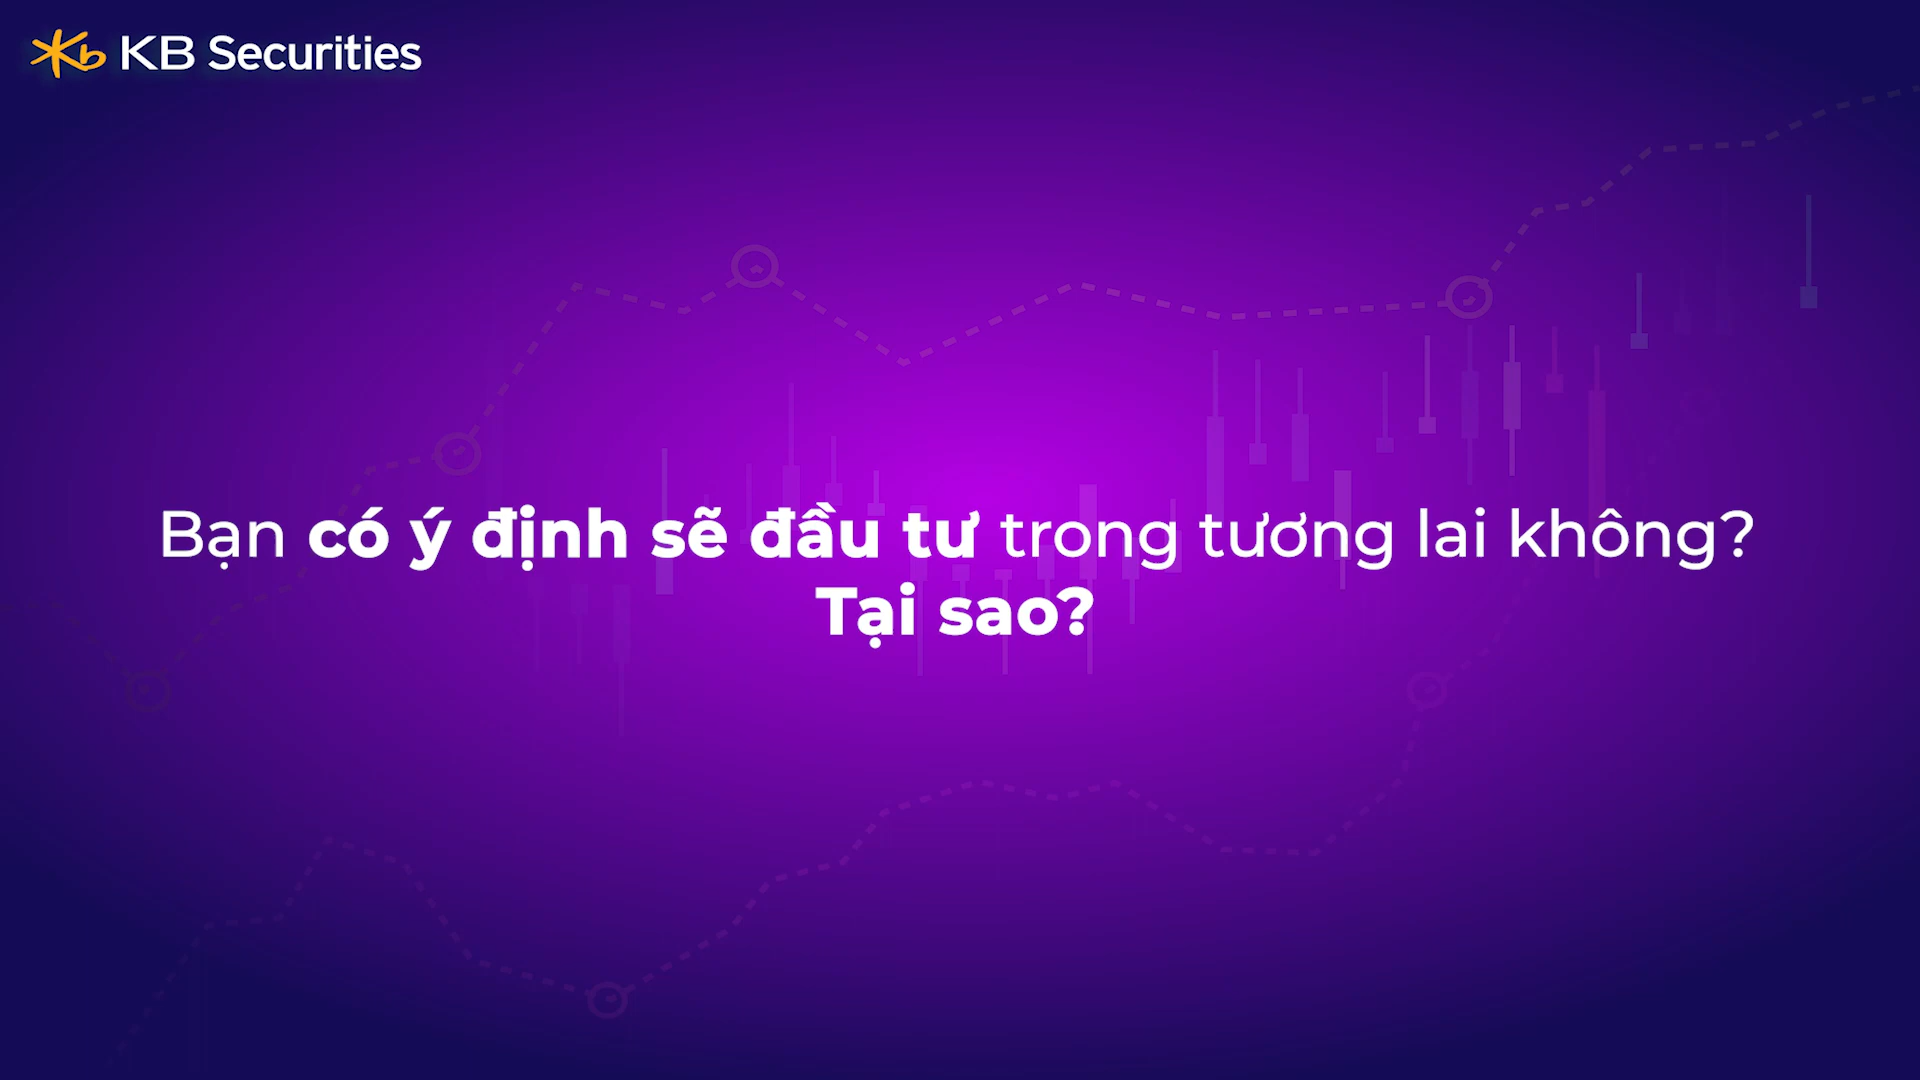 KB Securities
Bạn có ý định sẽ đầu tư trong tương lai không?
Tại sao?